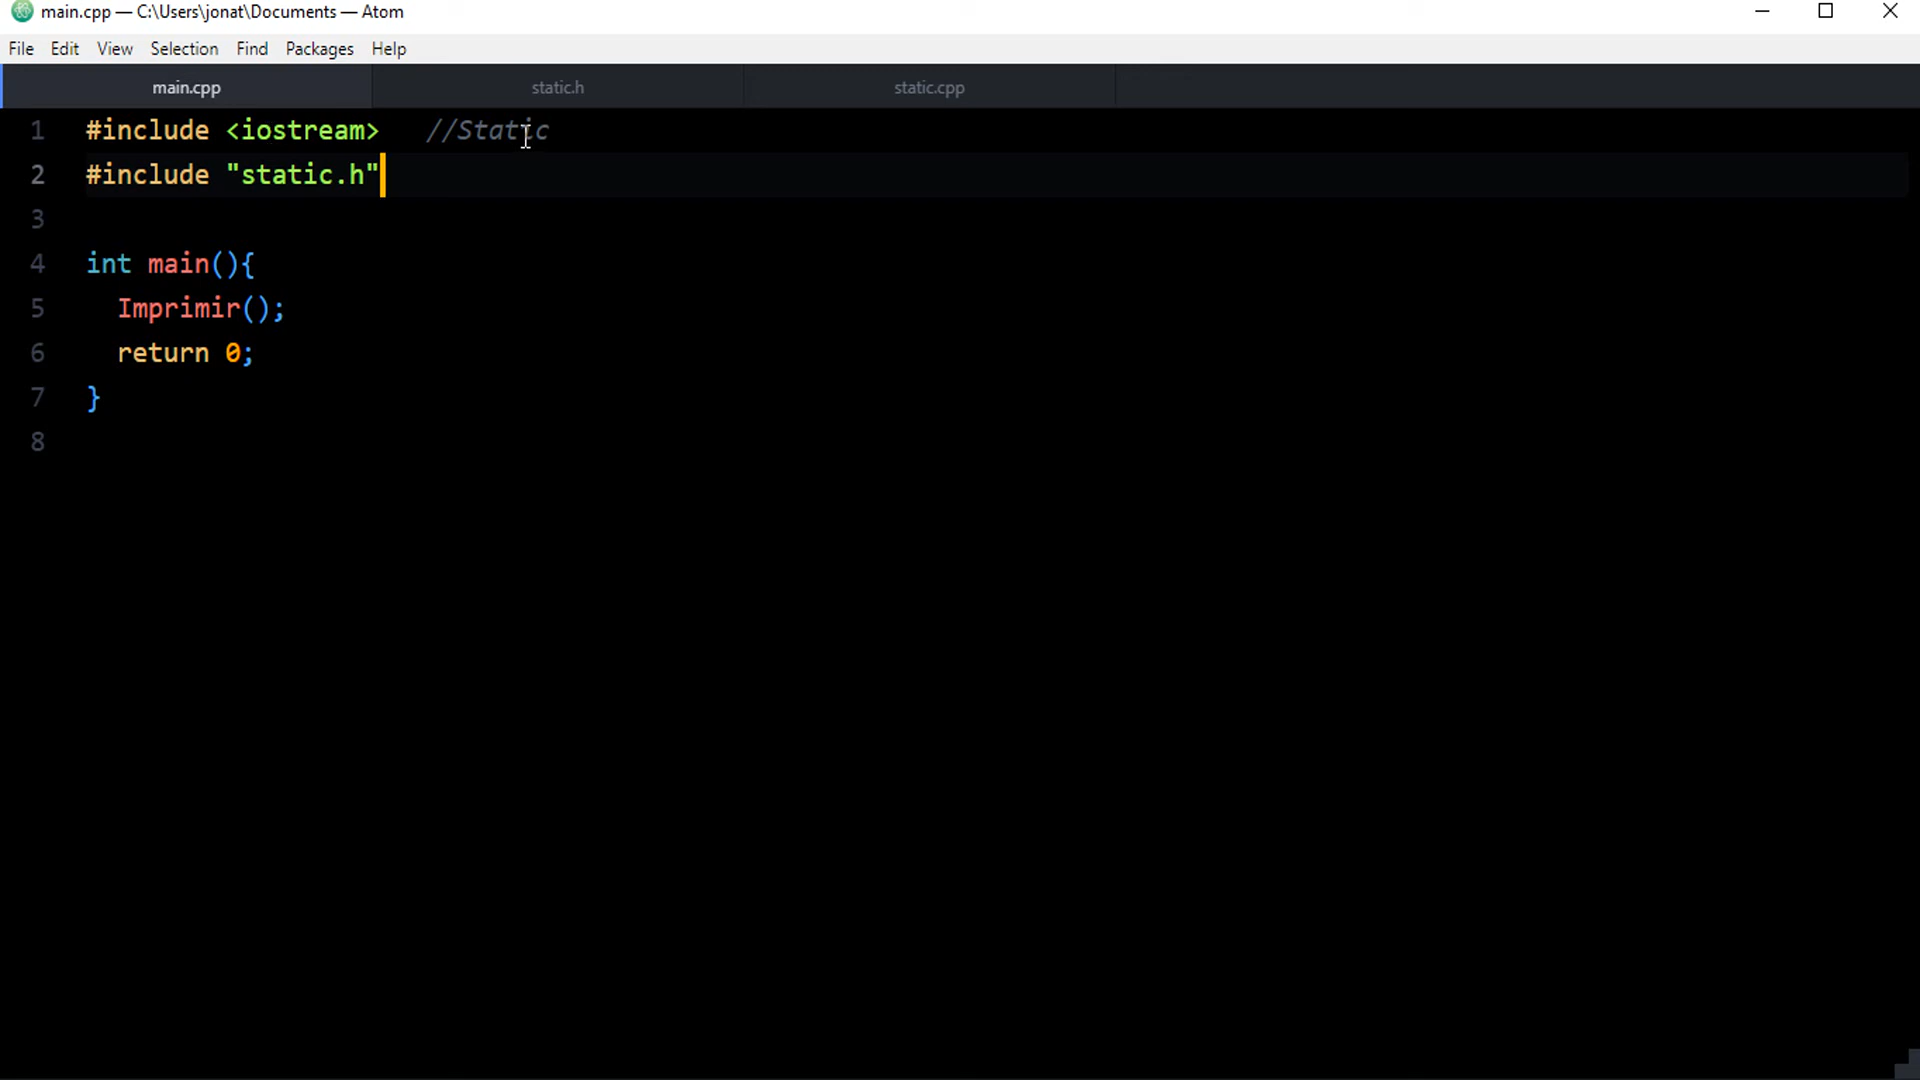 main.cpp — C:\Users\jonat\Documents — Atom
File Edit View Selection Find Packages Help
main.cpp static.h static.cpp
1 #include <iostream>   //Static
2 #include "static.h"
3
4 int main(){
5   Imprimir();
6   return 0;
7 }
8